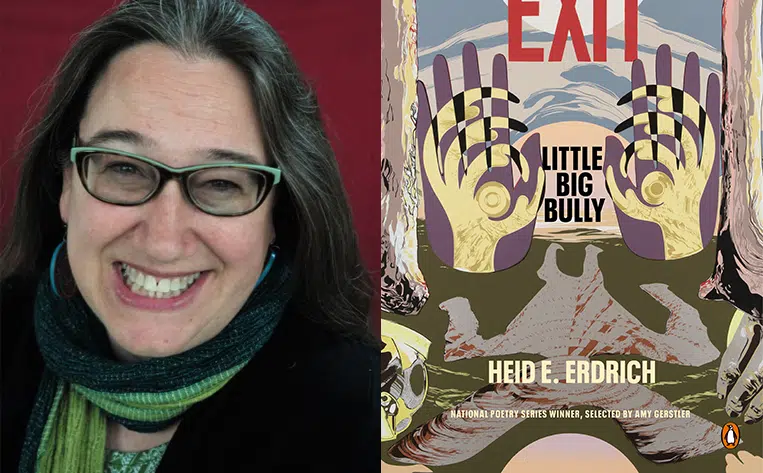 EXIT
LITTLE
BIG
BULLY
HEID E. ERDRICH
NATIONAL POETRY SERIES WINNER, SELECTED BY AMY GERSTLER